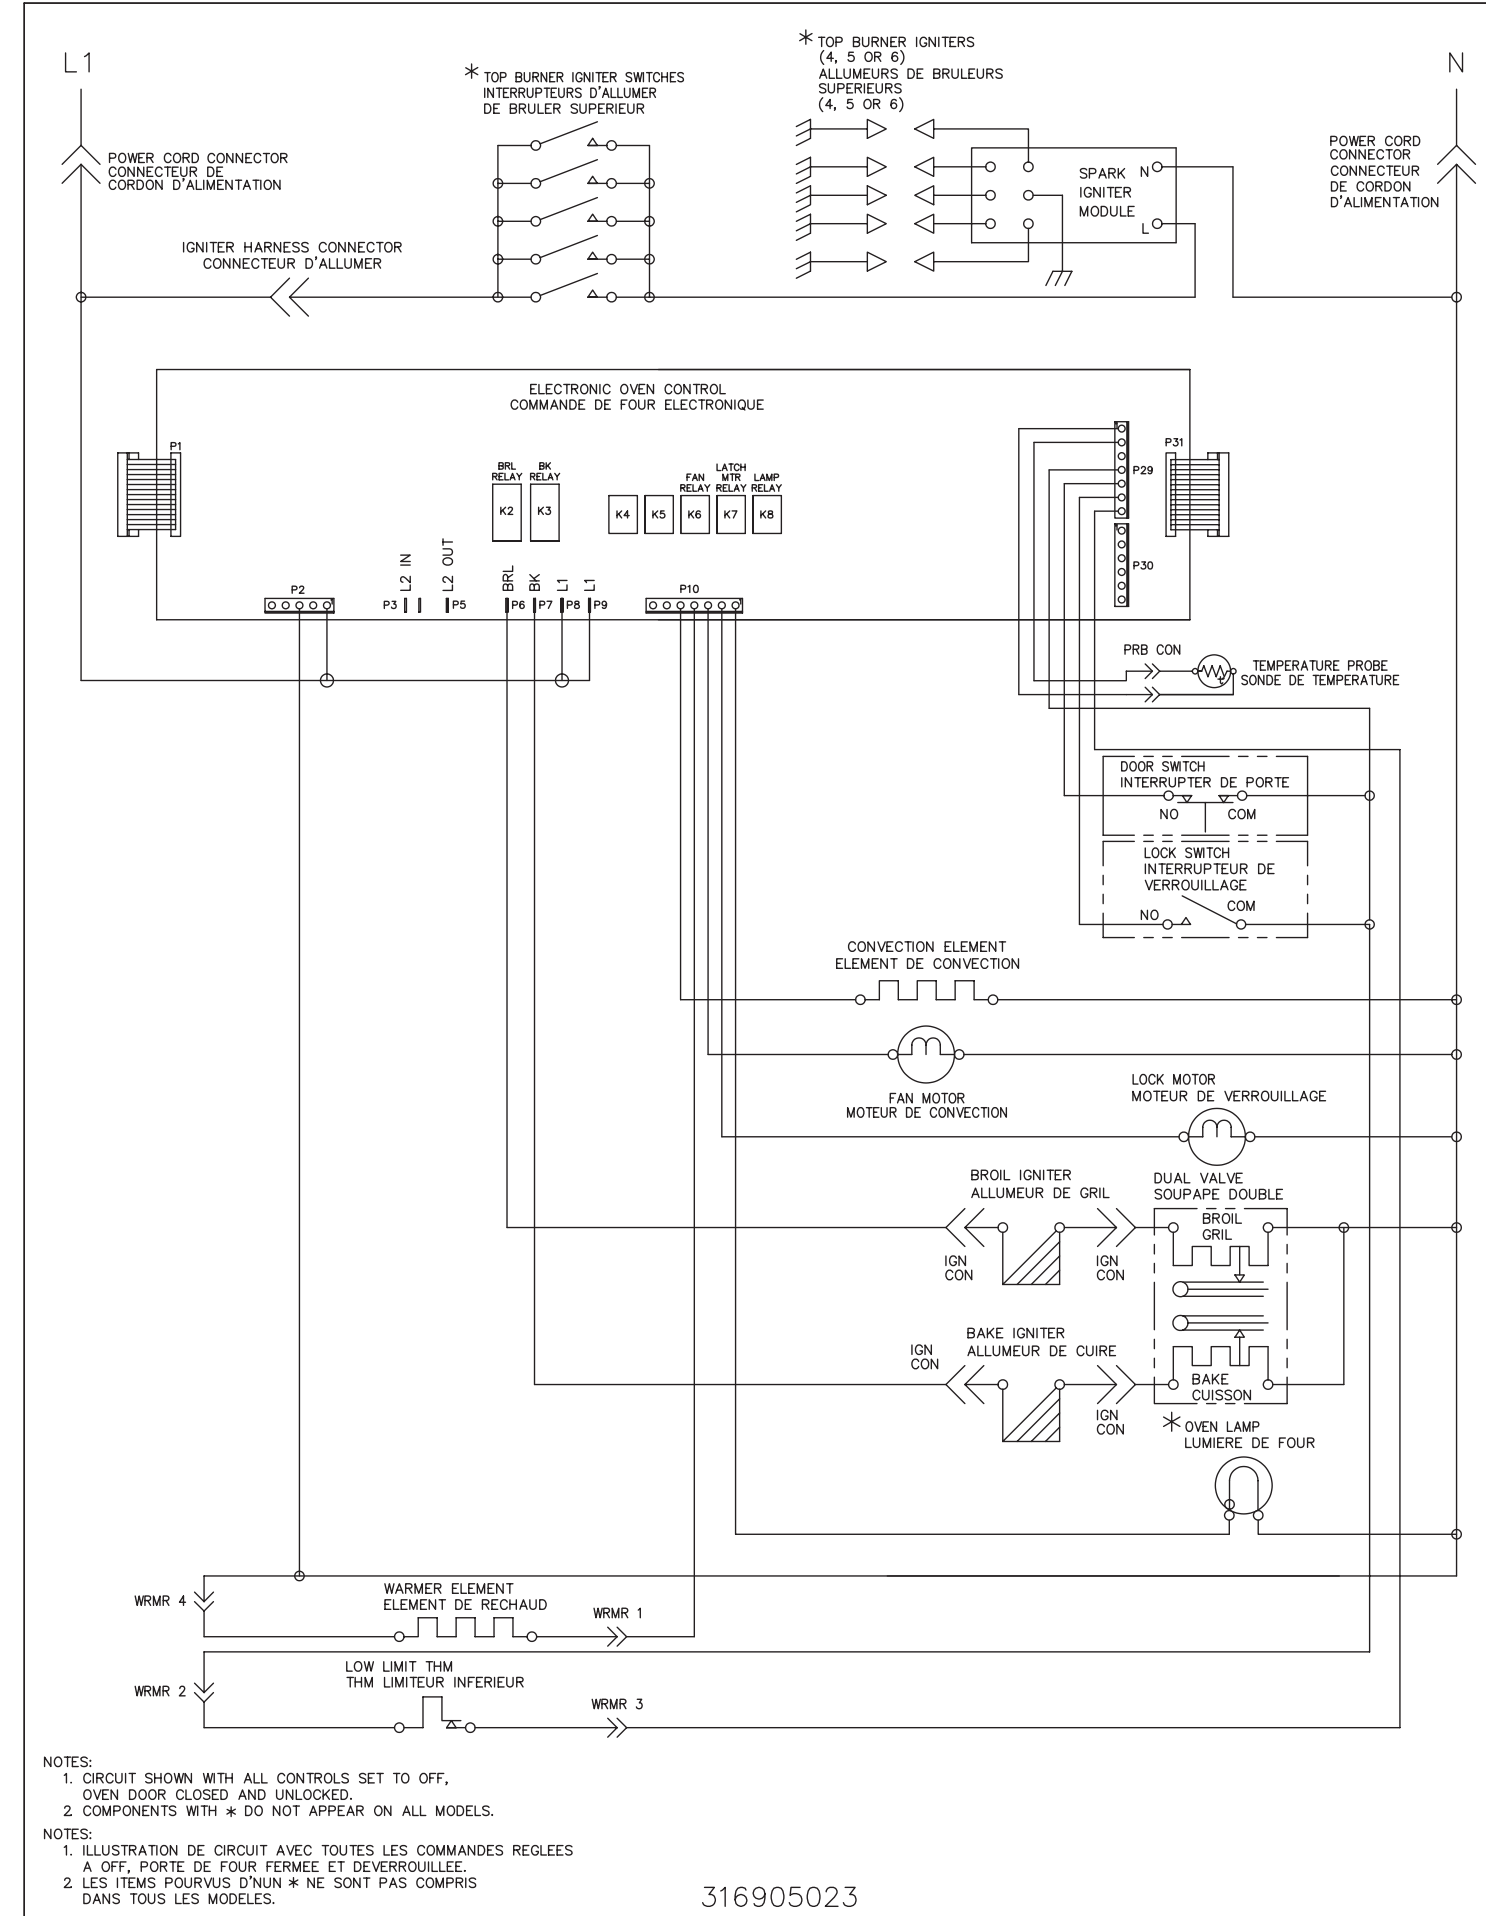 L1
N
* TOP BURNER IGNITER SWITCHES
INTERRUPTEURS D'ALLUMER
DE BRULER SUPERIEUR
* TOP BURNER IGNITERS
(4, 5 OR 6)
ALLUMEURS DE BRULEURS
SUPERIEURS
(4, 5 OR 6)
POWER CORD CONNECTOR
CONNECTEUR DE
CORDON D'ALIMENTATION
POWER CORD
CONNECTOR
CONNECTEUR
DE CORDON
D'ALIMENTATION
SPARK
IGNITER
MODULE
N
L
IGNITER HARNESS CONNECTOR
CONNECTEUR D'ALLUMER
ELECTRONIC OVEN CONTROL
COMMANDE DE FOUR ELECTRONIQUE
P1
BRL
RELAY
K2
BK
RELAY
K3
K4
K5
FAN
RELAY
K6
LATCH
MTR
RELAY
K7
LAMP
RELAY
K8
P29
P31
P30
P2
P3
L2 IN
L2 OUT
P5
BRL
P6
BK
P7
L1
P8
L1
P9
P10
PRB CON
TEMPERATURE PROBE
SONDE DE TEMPERATURE
t
DOOR SWITCH
INTERRUPTER DE PORTE
NO
COM
LOCK SWITCH
INTERRUPTEUR DE
VERROUILLAGE
NO
COM
CONVECTION ELEMENT
ELEMENT DE CONVECTION
FAN MOTOR
MOTEUR DE CONVECTION
LOCK MOTOR
MOTEUR DE VERROUILLAGE
BROIL IGNITER
ALLUMEUR DE GRIL
IGN
CON
IGN
CON
DUAL VALVE
SOUPAPE DOUBLE
BROIL
GRIL
BAKE IGNITER
ALLUMEUR DE CUIRE
IGN
CON
IGN
CON
BAKE
CUISSON
* OVEN LAMP
LUMIERE DE FOUR
WRMR 4
WARMER ELEMENT
ELEMENT DE RECHAUD
WRMR 1
WRMR 2
LOW LIMIT THM
THM LIMITEUR INFERIEUR
WRMR 3
NOTES:
1. CIRCUIT SHOWN WITH ALL CONTROLS SET TO OFF,
OVEN DOOR CLOSED AND UNLOCKED.
2 COMPONENTS WITH * DO NOT APPEAR ON ALL MODELS.
NOTES:
1. ILLUSTRATION DE CIRCUIT AVEC TOUTES LES COMMANDES REGLEES
A OFF, PORTE DE FOUR FERMEE ET DEVERROUILLEE.
2 LES ITEMS POURVUS D'NUN * NE SONT PAS COMPRIS
DANS TOUS LES MODELES.
316905023